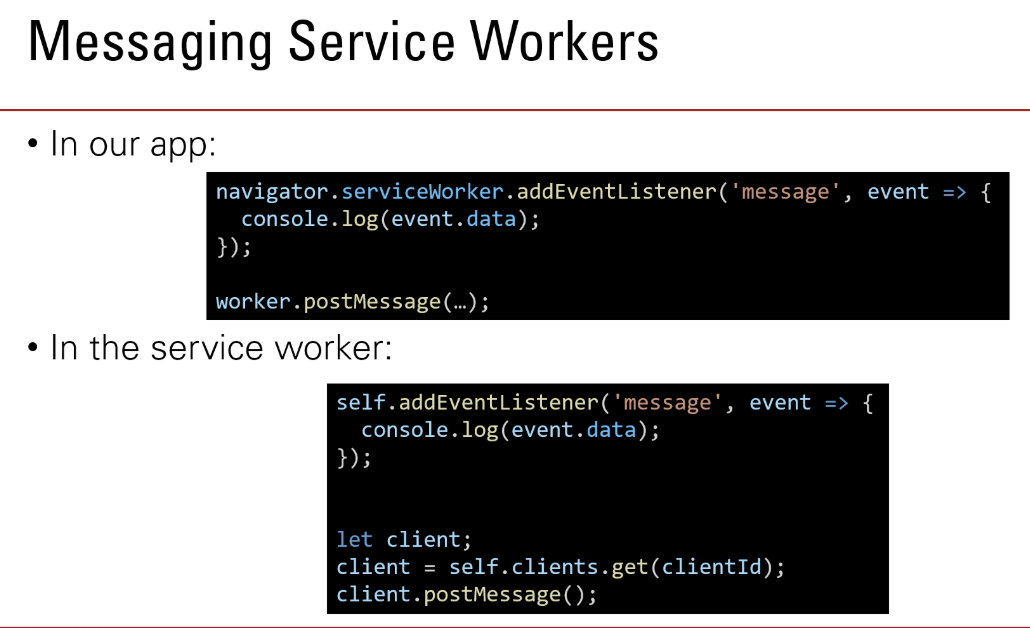 Messaging Service Workers
• In our app:
navigator.serviceWorker.addEventListener('message', event => {
  console.log(event.data);
});
worker.postMessage(…);
• In the service worker:
self.addEventListener('message', event => {
  console.log(event.data);
});
let client;
client = self.clients.get(clientId);
client.postMessage();